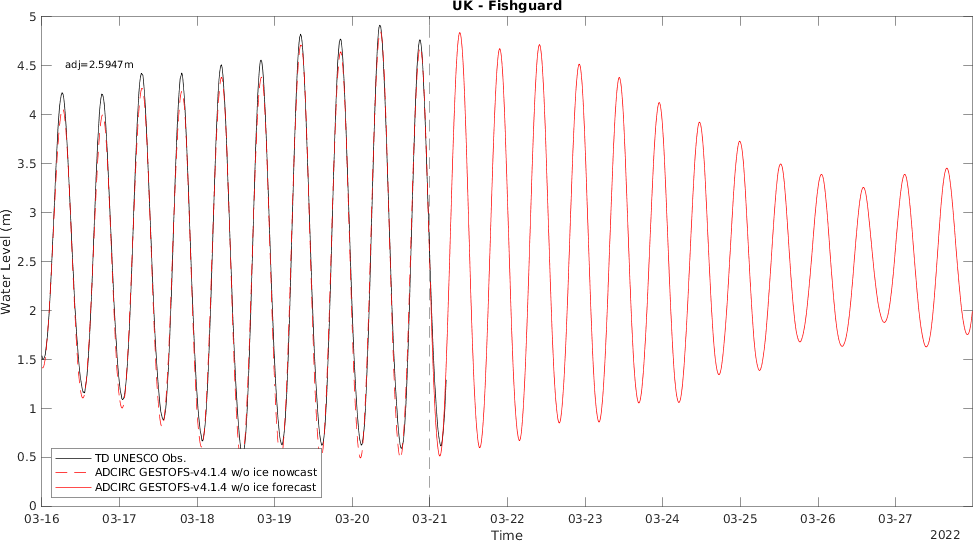 UK - Fishguard
5
4.5
4
3.5
3
2.5
2
1.5
1
0.5
0
Water Level (m)
adj=2.5947m
TD UNESCO Obs.
ADCIRC GESTOFS-v4.1.4 w/o ice nowcast
ADCIRC GESTOFS-v4.1.4 w/o ice forecast
03-16 03-17 03-18 03-19 03-20 03-21 03-22 03-23 03-24 03-25 03-26 03-27
Time
2022